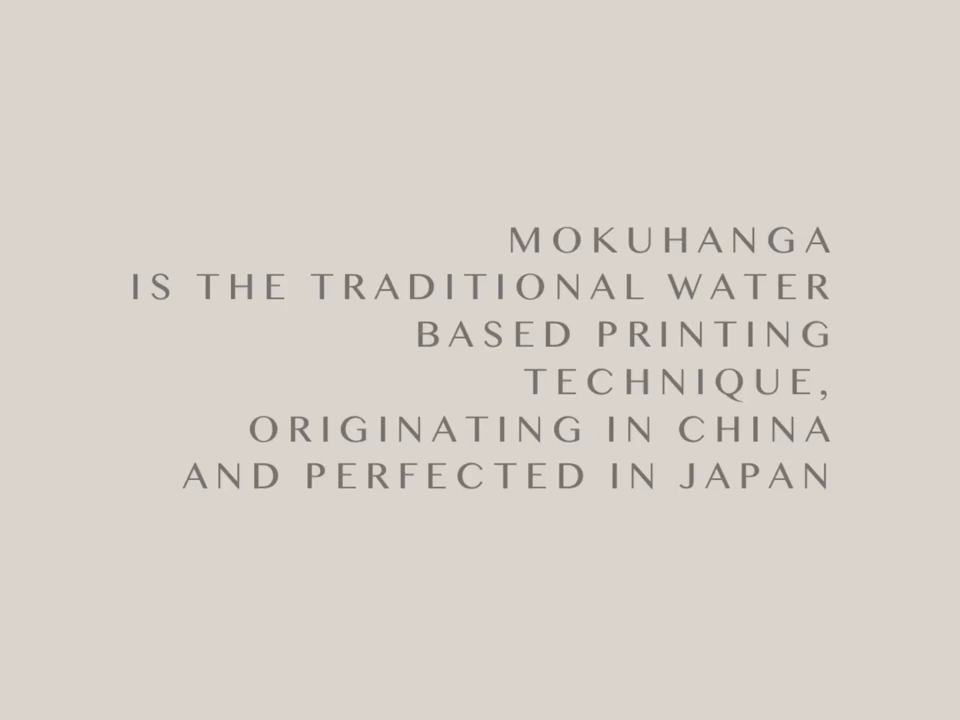 MOKUHANGA
IS THE TRADITIONAL WATER
BASED PRINTING
TECHNIQUE,
ORIGINATING IN CHINA
AND PERFECTED IN JAPAN